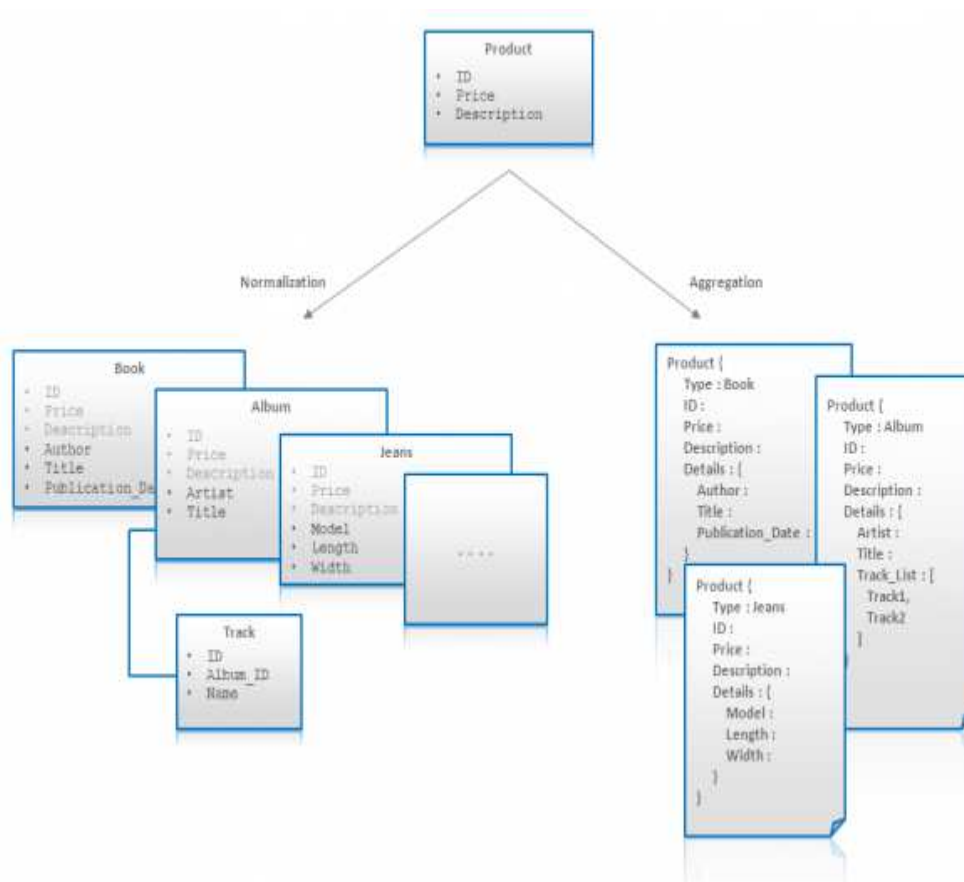 Product
• ID
• Price
• Description
Normalization
Aggregation
Book
• ID
• Price
• Description
• Author
• Title
• Publication_Da
Album
• ID
• Price
• Description
• Artist
• Title
Jeans
• ID
• Price
• Description
• Model
• Length
• Width
....
Track
• ID
• Album_ID
• Name
Product {
Type : Book
ID :
Price :
Description :
Details : {
Author :
Title :
Publication_Date :
}
}
Product {
Type : Album
ID :
Price :
Description :
Details : {
Artist :
Title :
Track_List : [
Track1,
Track2
]
}
Product {
Type : Jeans
ID :
Price :
Description :
Details : {
Model :
Length :
Width :
}
}